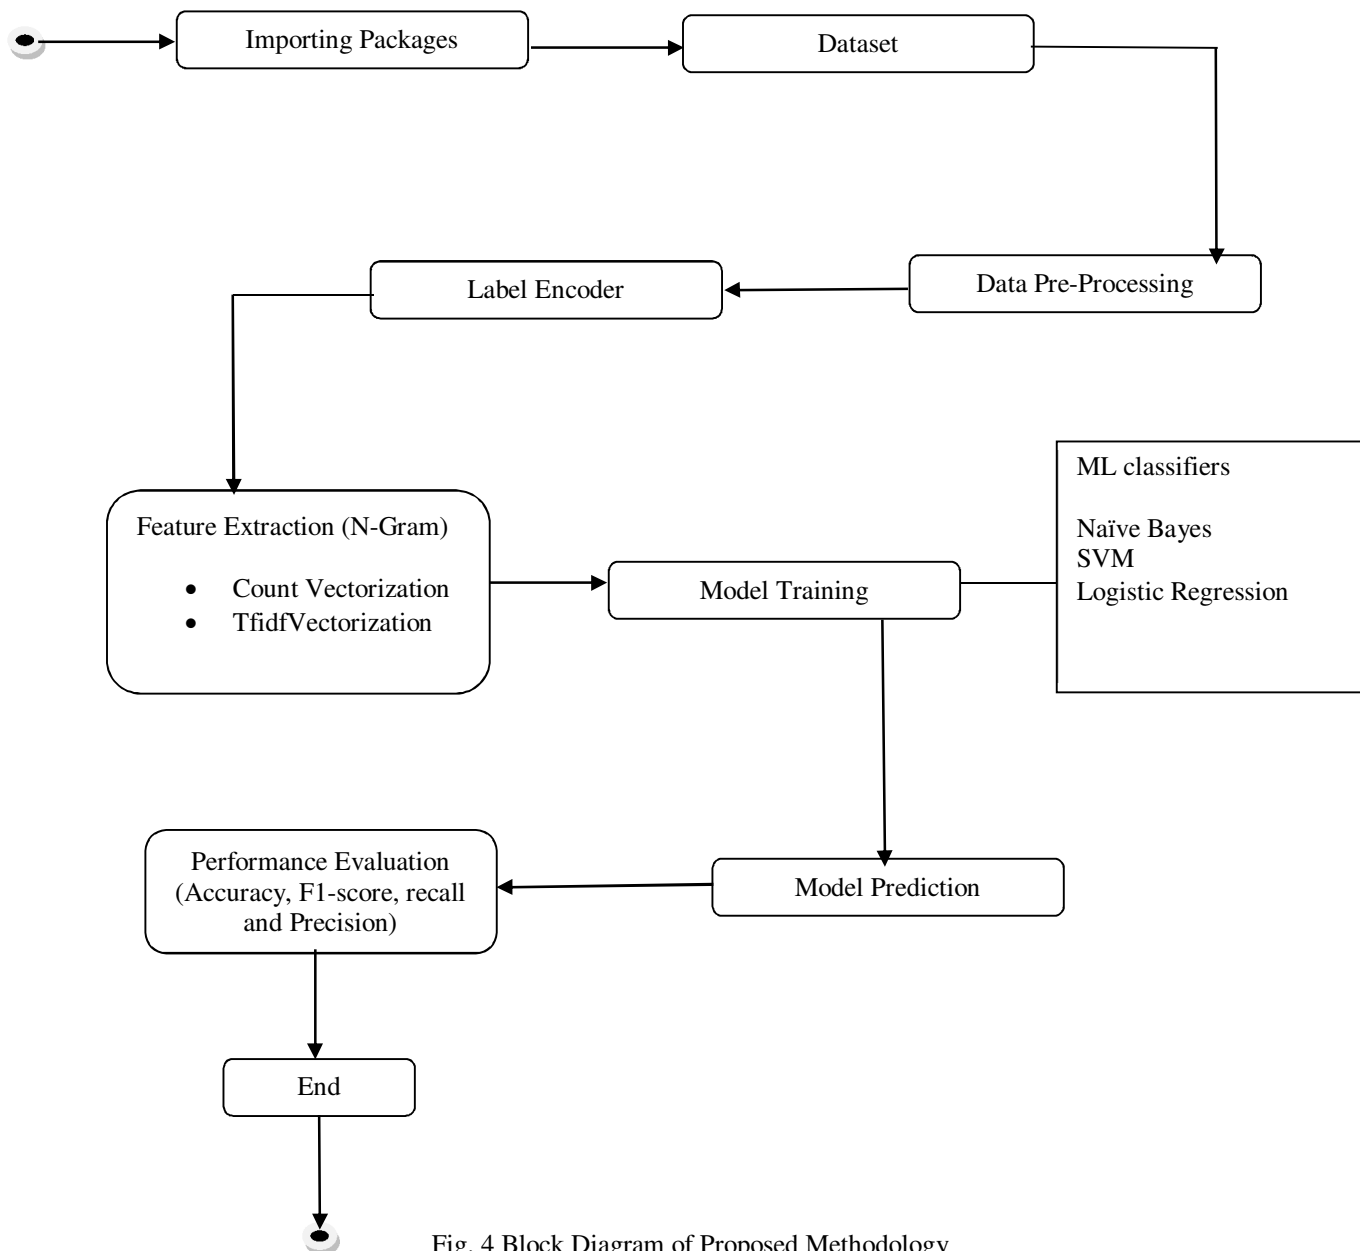 Importing Packages
Dataset
Data Pre-Processing
Label Encoder
Feature Extraction (N-Gram)
• Count Vectorization
• TfidfVectorization
Model Training
ML classifiers
Naïve Bayes
SVM
Logistic Regression
Model Prediction
Performance Evaluation
(Accuracy, F1-score, recall
and Precision)
End
Fig. 4 Block Diagram of Proposed Methodology